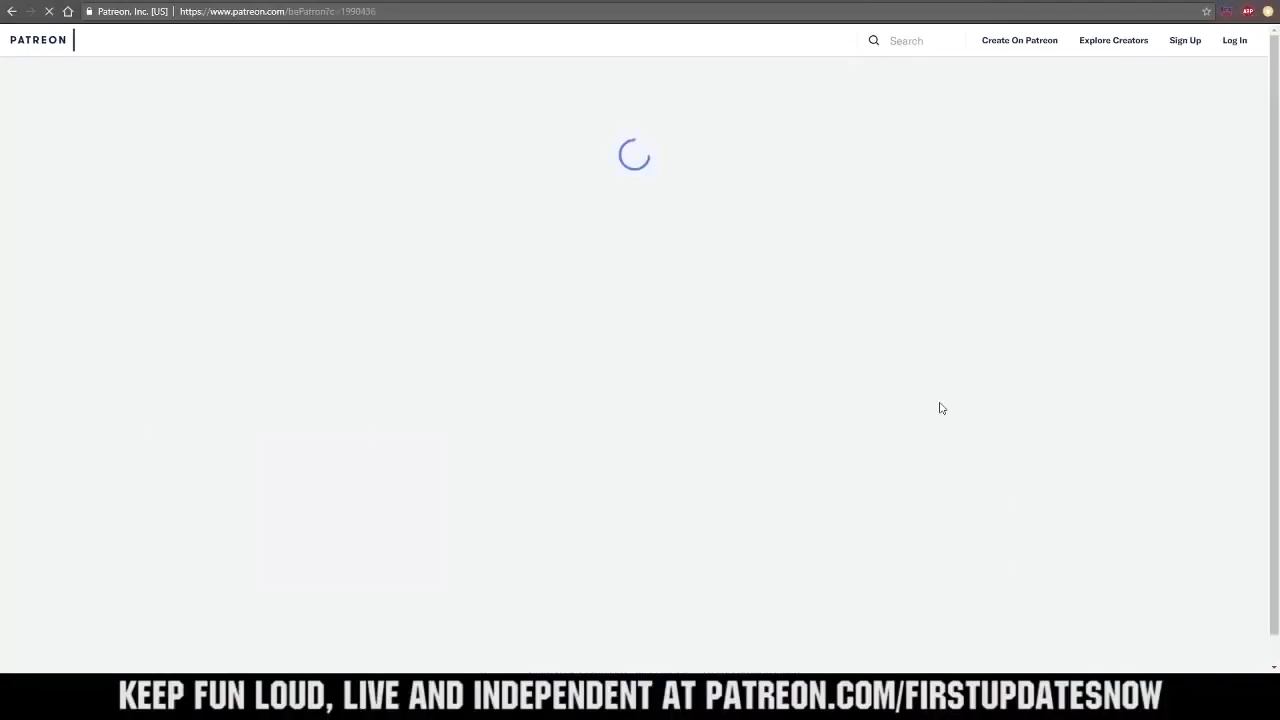 Patreon, Inc. [US] | https://www.patreon.com/bePatron?c=1990436
ABP
PATREON
Search
Create On Patreon
Explore Creators
Sign Up
Log In
KEEP FUN LOUD, LIVE AND INDEPENDENT AT PATREON.COM/FIRSTUPDATESNOW